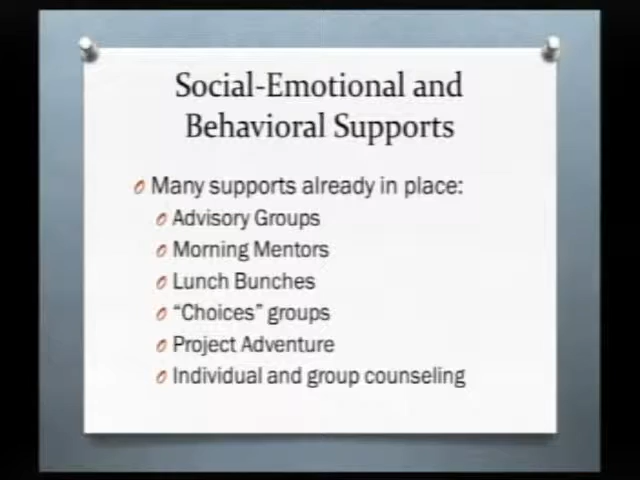 Social-Emotional and
Behavioral Supports
Many supports already in place:
Advisory Groups
Morning Mentors
Lunch Bunches
“Choices” groups
Project Adventure
Individual and group counseling